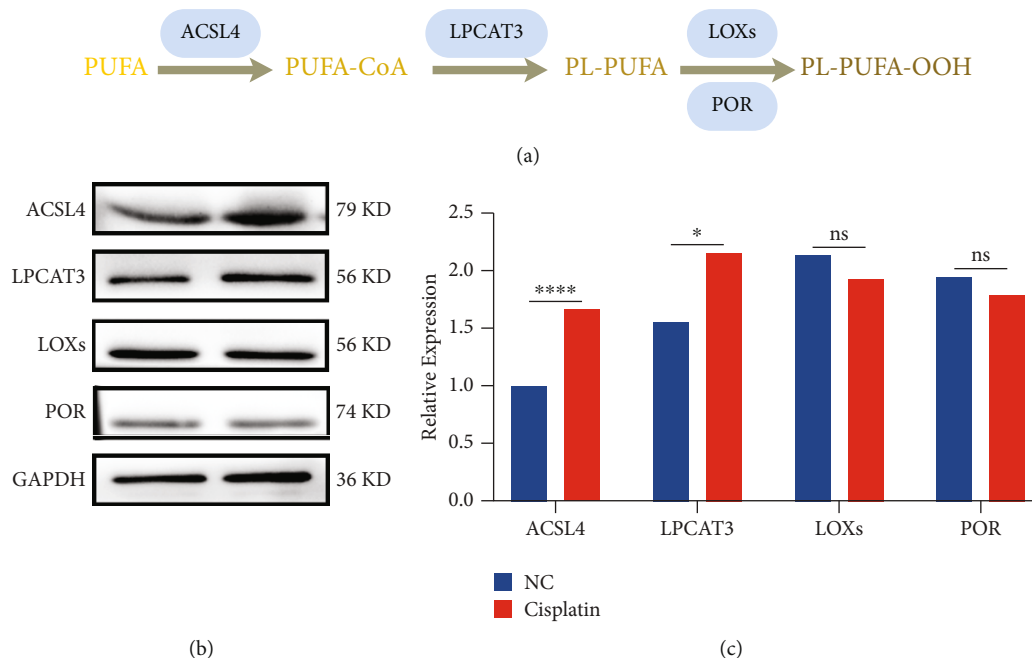 ACSL4
LPCAT3
LOXs
PUFA
PUFA-CoA
PL-PUFA
PL-PUFA-OOH
POR
(a)
ACSL4
79 KD
LPCAT3
56 KD
LOXs
56 KD
POR
74 KD
GAPDH
36 KD
(b)
Relative Expression
2.5
2.0
1.5
1.0
0.5
0.0
****
*
ns
ns
ACSL4
LPCAT3
LOXs
POR
NC
Cisplatin
(c)